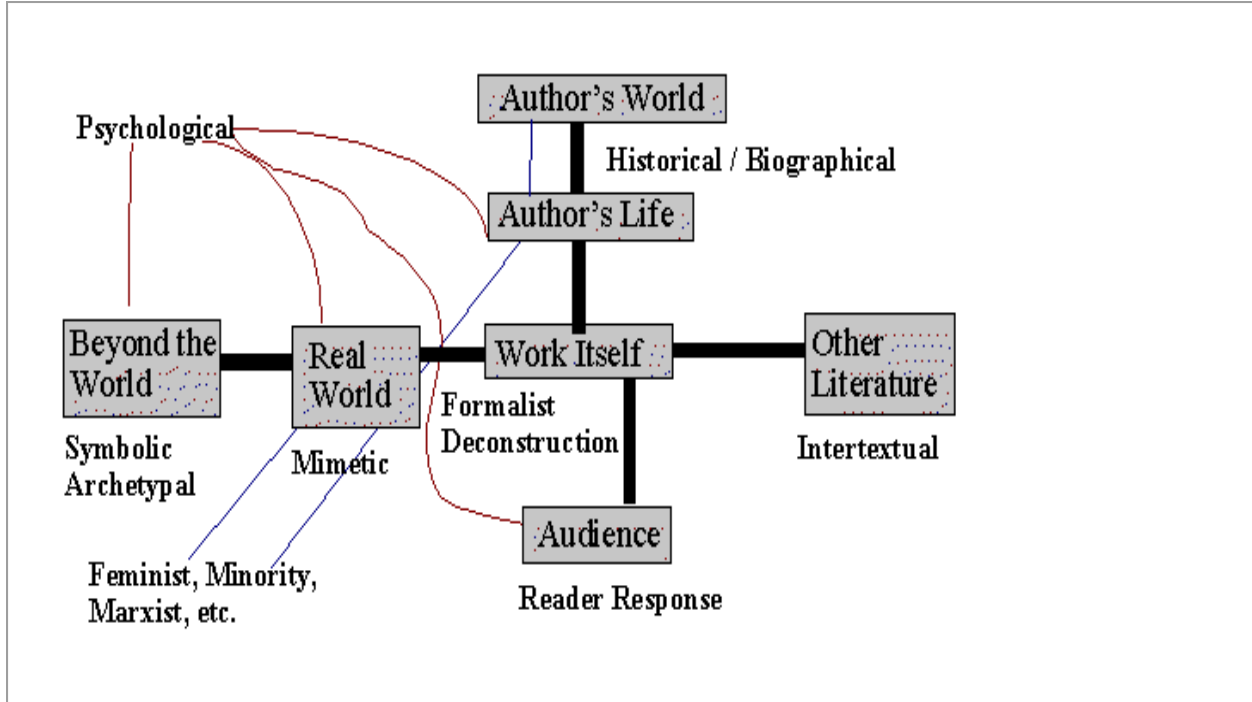 Author's World
Psychological
Historical / Biographical
Author's Life
Beyond the
World
Real
World
Work Itself
Other
Literature
Formalist
Deconstruction
Symbolic
Archetypal
Mimetic
Intertextual
Audience
Feminist, Minority,
Marxist, etc.
Reader Response